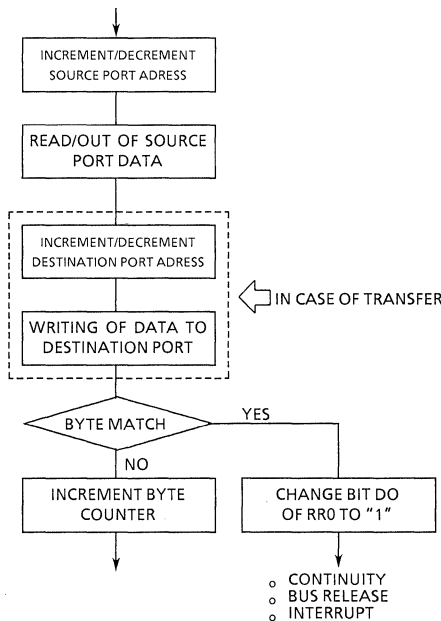 INCREMENT/DECREMENT
SOURCE PORT ADRESS
READ/OUT OF SOURCE
PORT DATA
INCREMENT/DECREMENT
DESTINATION PORT ADRESS
IN CASE OF TRANSFER
WRITING OF DATA TO
DESTINATION PORT
BYTE MATCH
YES
NO
INCREMENT BYTE
COUNTER
CHANGE BIT DO
OF RR0 TO "1"
o CONTINUITY
o BUS RELEASE
o INTERRUPT